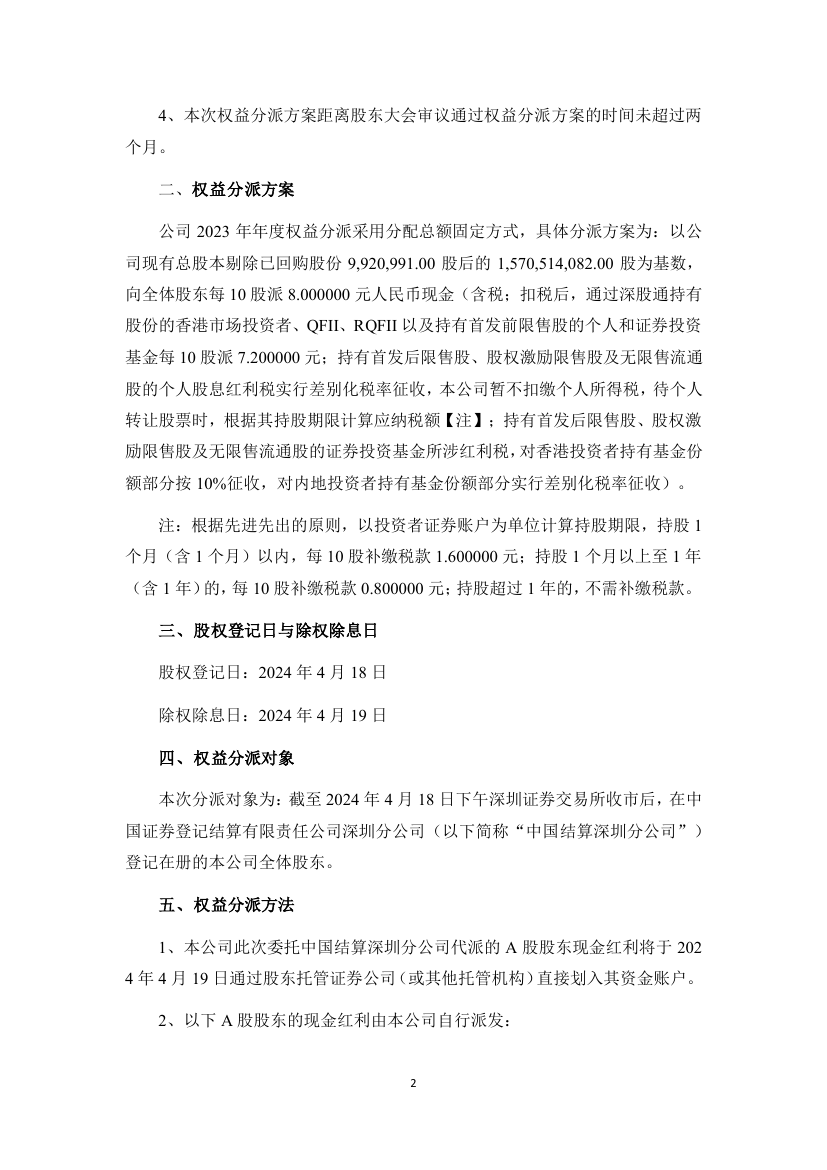 4、本次权益分派方案距离股东大会审议通过权益分派方案的时间未超过两
个月。
二、权益分派方案
公司 2023 年年度权益分派采用分配总额固定方式，具体分派方案为：以公
司现有总股本剔除已回购股份 9,920,991.00 股后的 1,570,514,082.00 股为基数，
向全体股东每 10 股派 8.000000 元人民币现金（含税；扣税后，通过深股通持有
股份的香港市场投资者、QFII、RQFII 以及持有首发前限售股的个人和证券投资
基金每 10 股派 7.200000 元；持有首发后限售股、股权激励限售股及无限售流通
股的个人股息红利税实行差别化税率征收，本公司暂不扣缴个人所得税，待个人
转让股票时，根据其持股期限计算应纳税额【注】；持有首发后限售股、股权激
励限售股及无限售流通股的证券投资基金所涉红利税，对香港投资者持有基金份
额部分按 10%征收，对内地投资者持有基金份额部分实行差别化税率征收）。
注：根据先进先出的原则，以投资者证券账户为单位计算持股期限，持股 1
个月（含 1 个月）以内，每 10 股补缴税款 1.600000 元；持股 1 个月以上至 1 年
（含 1 年）的，每 10 股补缴税款 0.800000 元；持股超过 1 年的，不需补缴税款。
三、股权登记日与除权除息日
股权登记日：2024 年 4 月 18 日
除权除息日：2024 年 4 月 19 日
四、权益分派对象
本次分派对象为：截至 2024 年 4 月 18 日下午深圳证券交易所收市后，在中
国证券登记结算有限责任公司深圳分公司（以下简称“中国结算深圳分公司”）
登记在册的本公司全体股东。
五、权益分派方法
1、本公司此次委托中国结算深圳分公司代派的 A 股股东现金红利将于 202
4 年 4 月 19 日通过股东托管证券公司（或其他托管机构）直接划入其资金账户。
2、以下 A 股股东的现金红利由本公司自行派发：
2